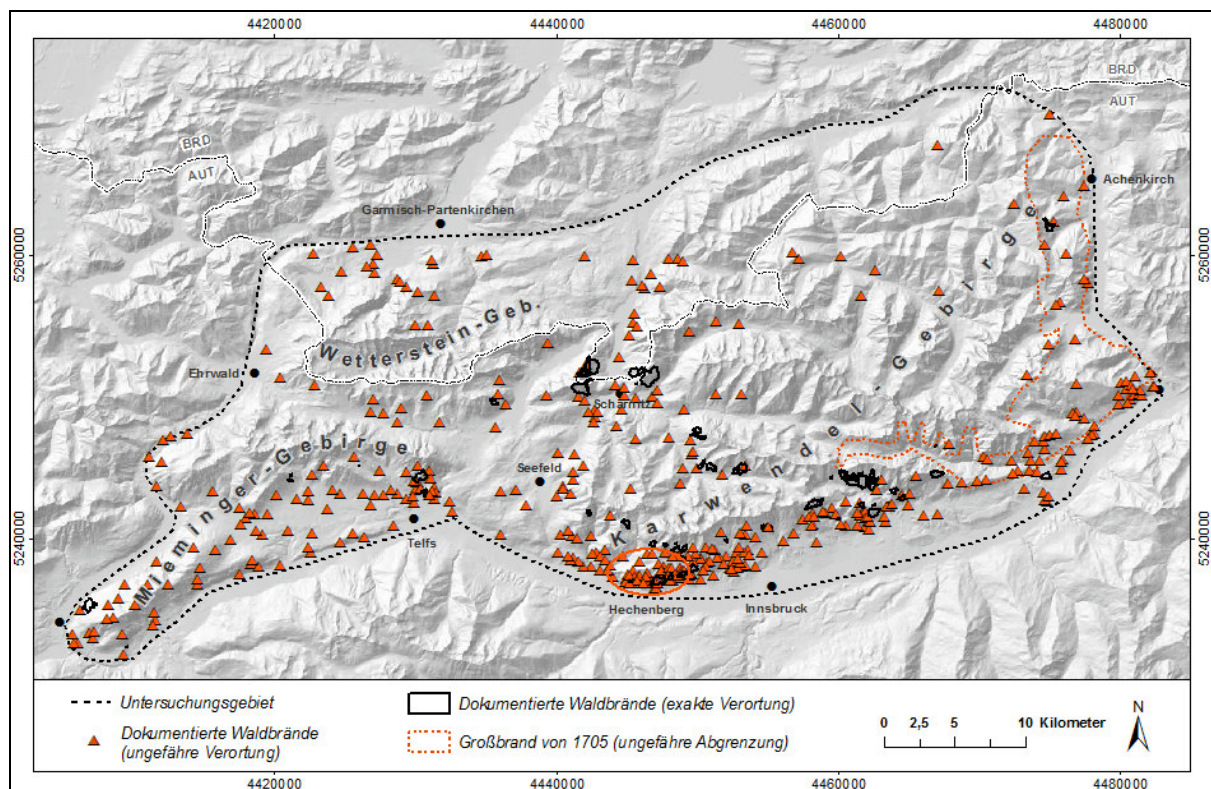 4420000 4440000 4460000 4480000
BRD
AUT
BRD
AUT
Achenkirch
Garmisch-Partenkirchen
5260000 5260000
Wetterstein-Geb.
Ehrwald
Scharnitz
Karwendel-Gebirge
Mieminger-Gebirge
Seefeld
Telfs
5240000 5240000
Hechenberg
Innsbruck
Untersuchungsgebiet
Dokumentierte Waldbrände
(ungefähre Verortung)
Dokumentierte Waldbrände (exakte Verortung)
Großbrand von 1705 (ungefähre Abgrenzung)
0 2,5 5 10 Kilometer
N
4420000 4440000 4460000 4480000